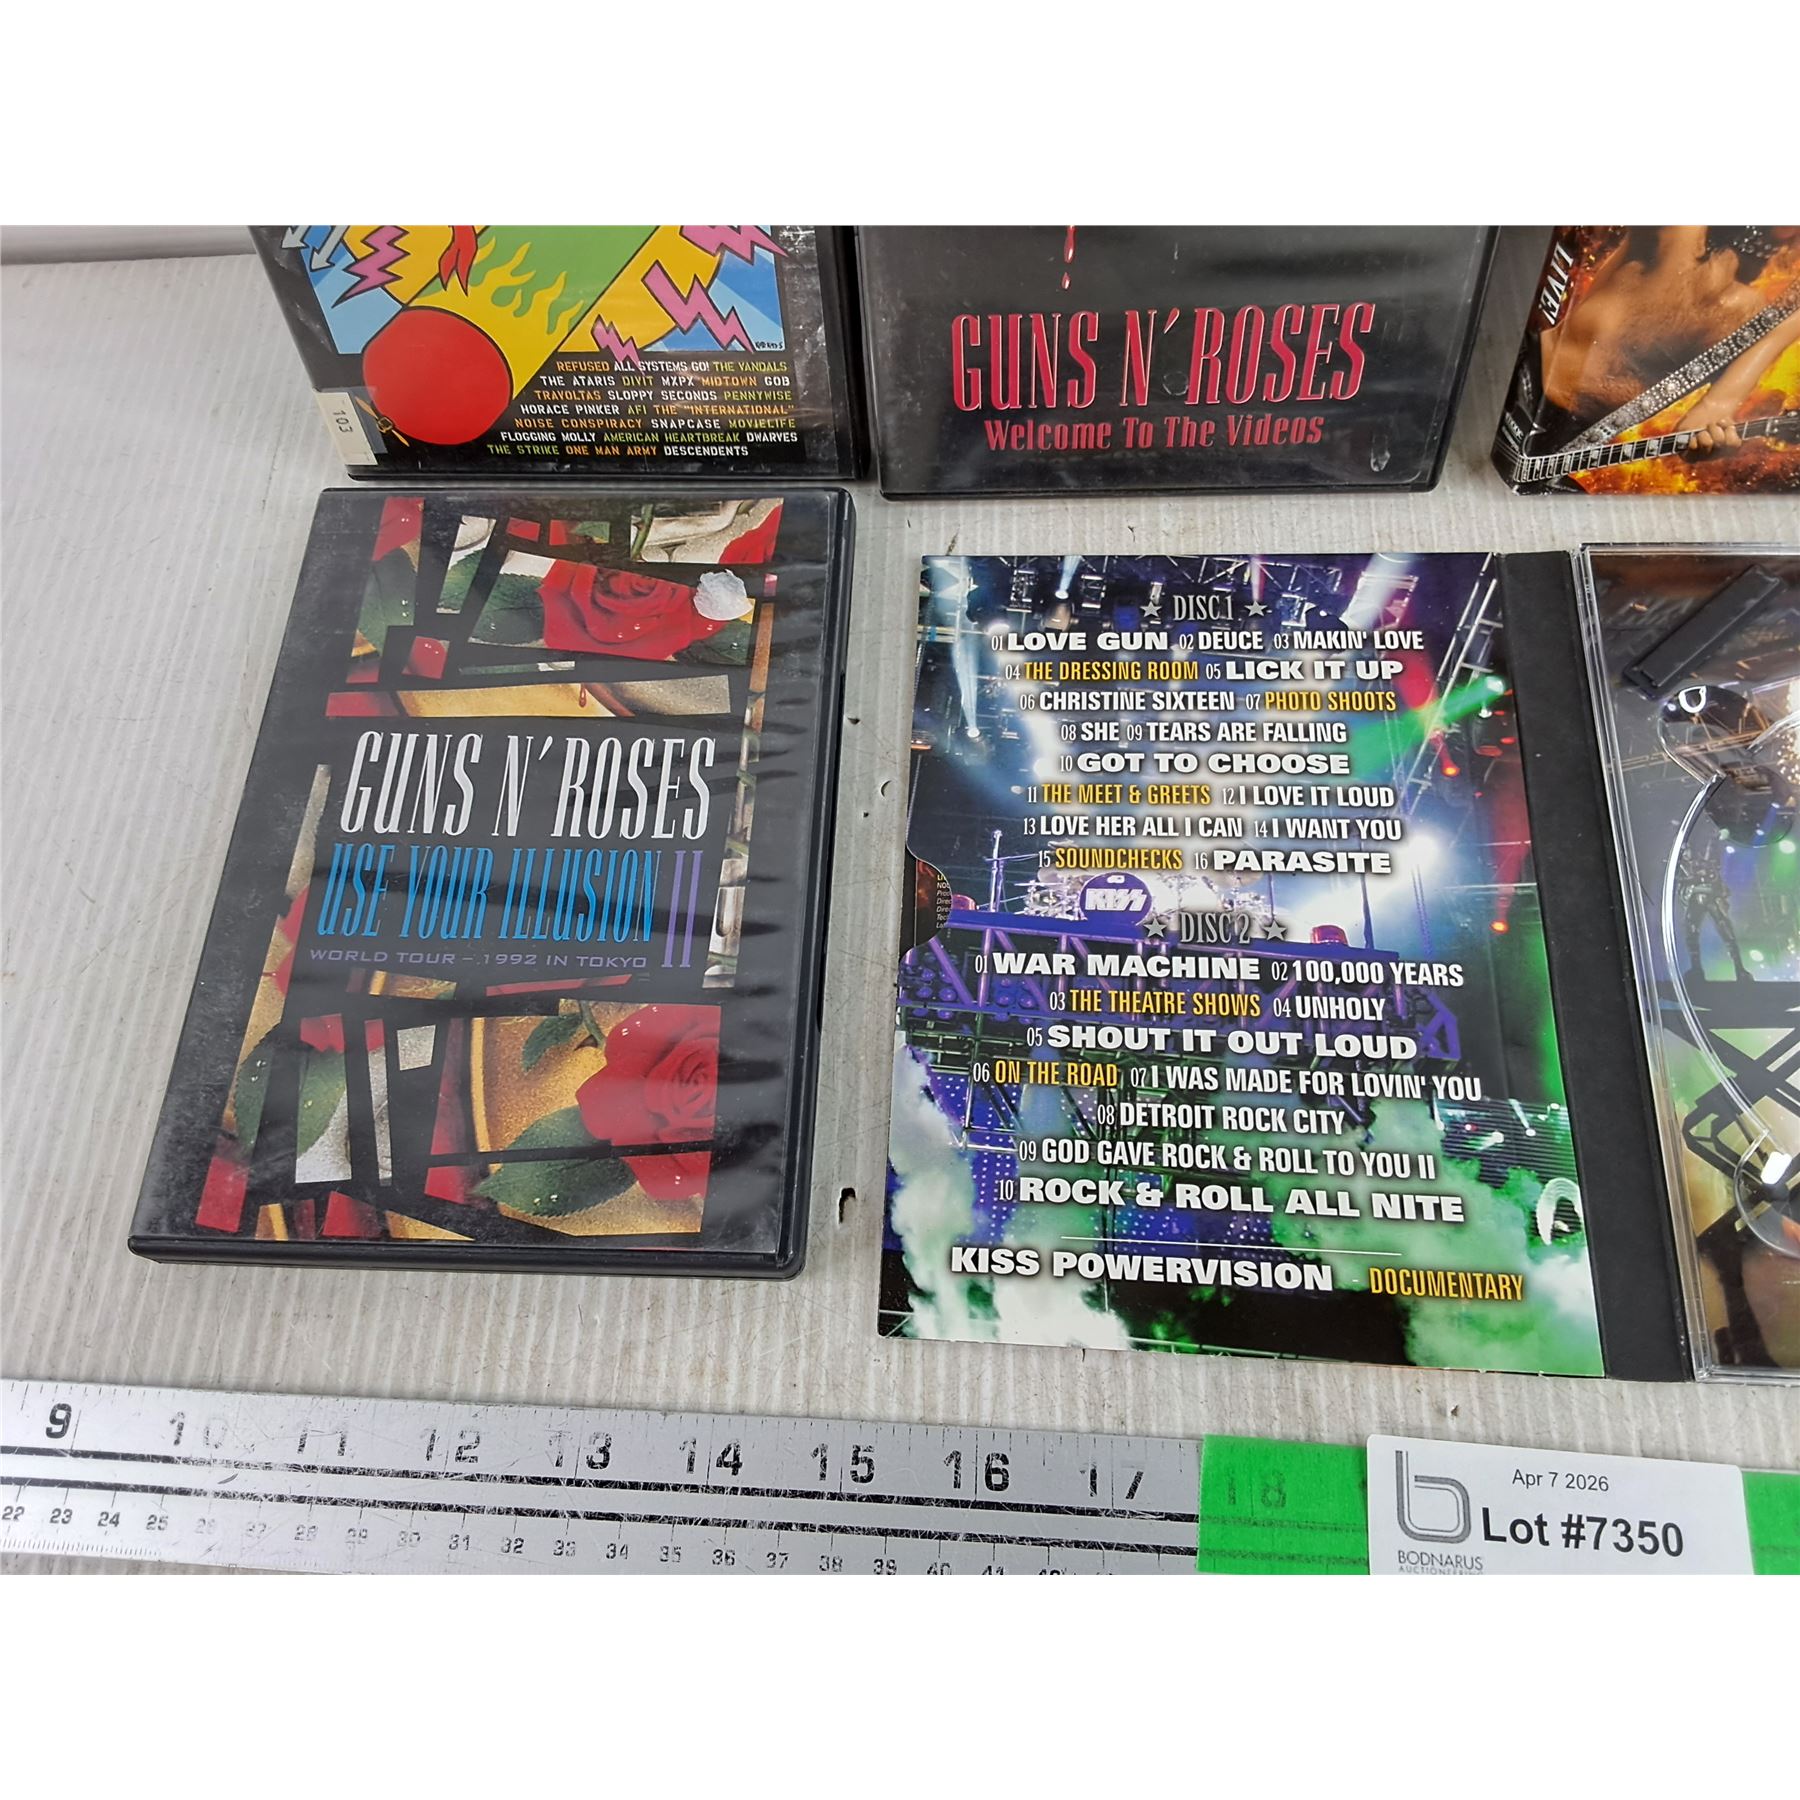 REFUSED ALL SYSTEMS GO! THE VANDALS
THE ATARIS DIVIT MXPX MIDTOWN GOB
TRAVOLTAS SLOPPY SECONDS PENNYWISE
HORACE PINKER AFI THE "INTERNATIONAL"
NOISE CONSPIRACY SNAPCASE MOVIELIFE
FLOGGING MOLLY AMERICAN HEARTBREAK DWARVES
THE STRIKE ONE MAN ARMY DESCENDENTS
103
GUNS N' ROSES
Welcome To The Videos
LIVE!
GUNS N' ROSES
USE YOUR ILLUSION II
WORLD TOUR – 1992 IN TOKYO
★ DISC 1 ★
01 LOVE GUN 02 DEUCE 03 MAKIN' LOVE
04 THE DRESSING ROOM 05 LICK IT UP
06 CHRISTINE SIXTEEN 07 PHOTO SHOOTS
08 SHE 09 TEARS ARE FALLING
10 GOT TO CHOOSE
11 THE MEET & GREETS 12 I LOVE IT LOUD
13 LOVE HER ALL I CAN 14 I WANT YOU
15 SOUNDCHECKS 16 PARASITE
KISS
★ DISC 2 ★
01 WAR MACHINE 02 100,000 YEARS
03 THE THEATRE SHOWS 04 UNHOLY
05 SHOUT IT OUT LOUD
06 ON THE ROAD 07 I WAS MADE FOR LOVIN' YOU
08 DETROIT ROCK CITY
09 GOD GAVE ROCK & ROLL TO YOU II
10 ROCK & ROLL ALL NITE
KISS POWERVISION DOCUMENTARY
9 10 11 12 13 14 15 16 17 18
22 23 24 25 26 27 28 29 30 31 32 33 34 35 36 37 38 39 40 41
Apr 7 2026
Lot #7350
BODNARUS
AUCTIONEERING